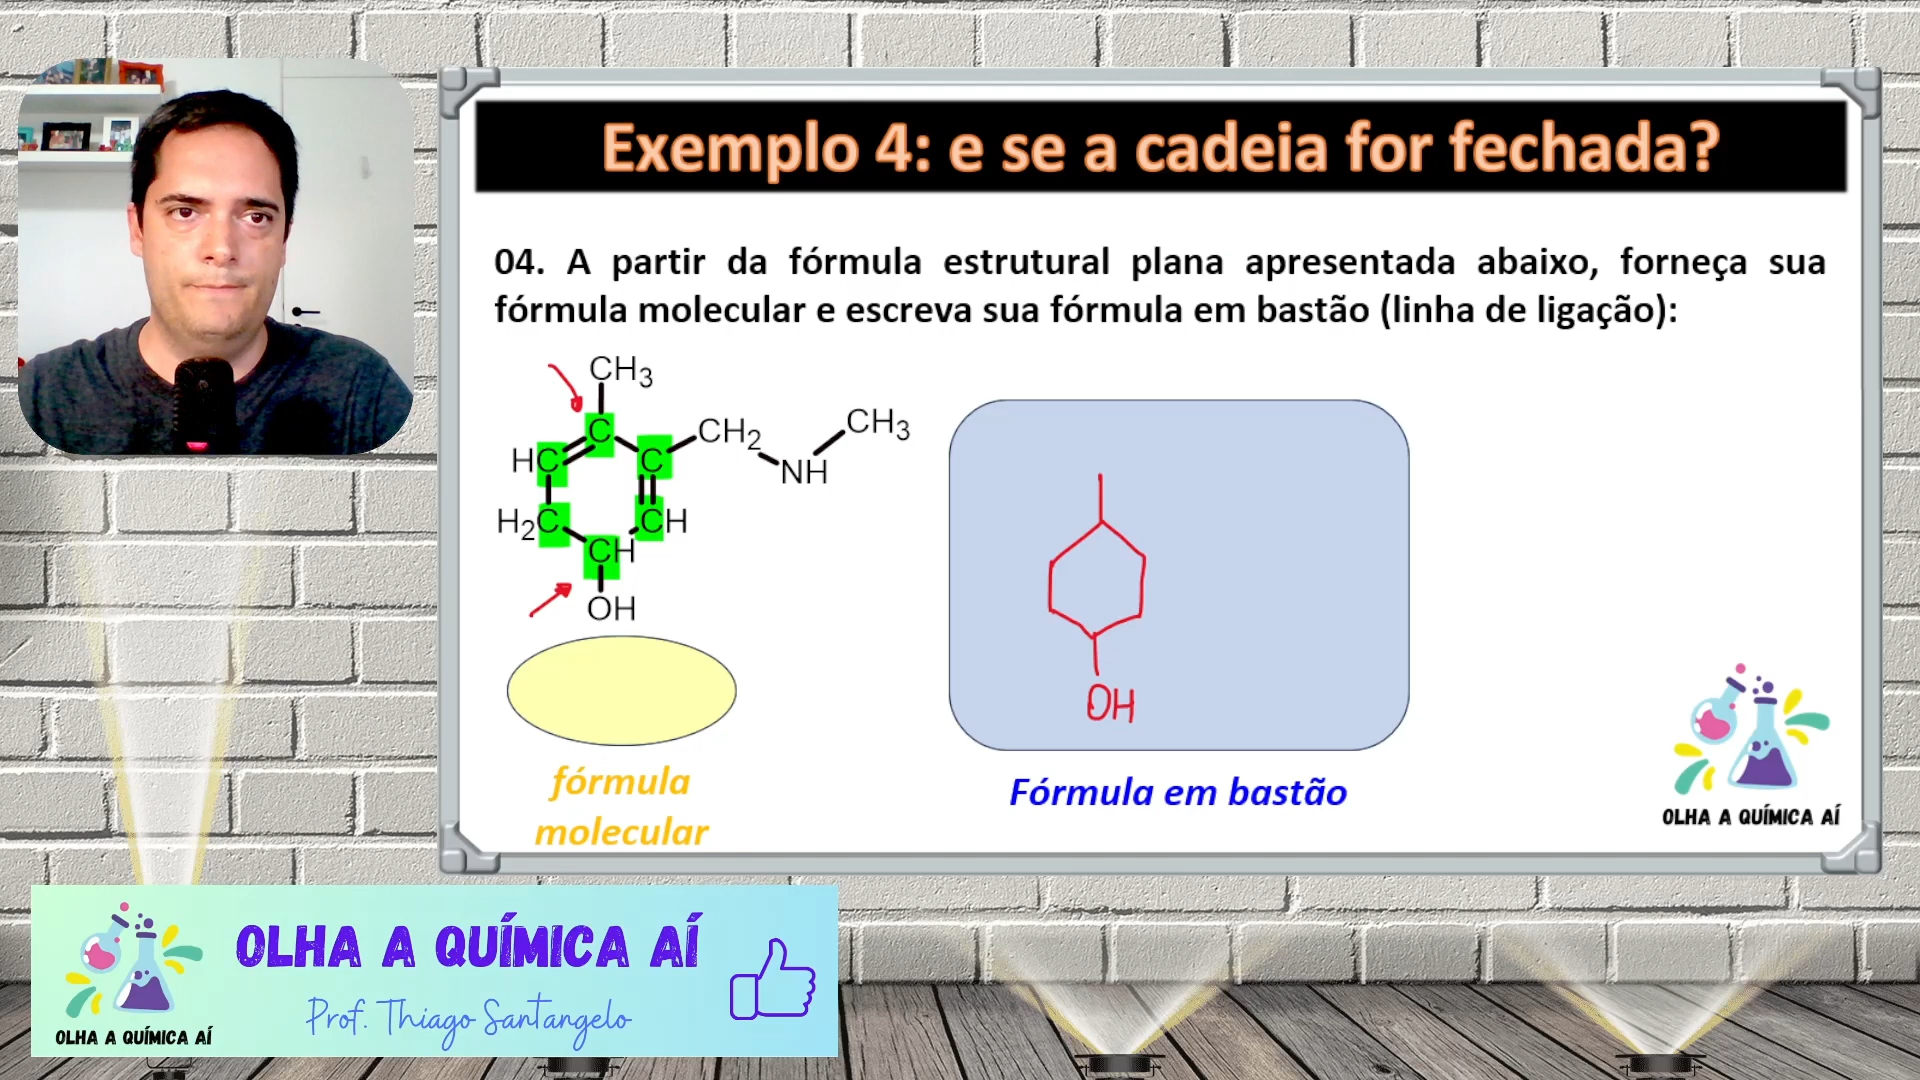 Exemplo 4: e se a cadeia for fechada?
04. A partir da fórmula estrutural plana apresentada abaixo, forneça sua
fórmula molecular e escreva sua fórmula em bastão (linha de ligação):
CH3
C
CH2
CH3
HC
C
NH
H2C
CH
CH
OH
OH
fórmula
molecular
Fórmula em bastão
OLHA A QUÍMICA AÍ
OLHA A QUÍMICA AÍ
Prof. Thiago Santangelo
OLHA A QUÍMICA AÍ